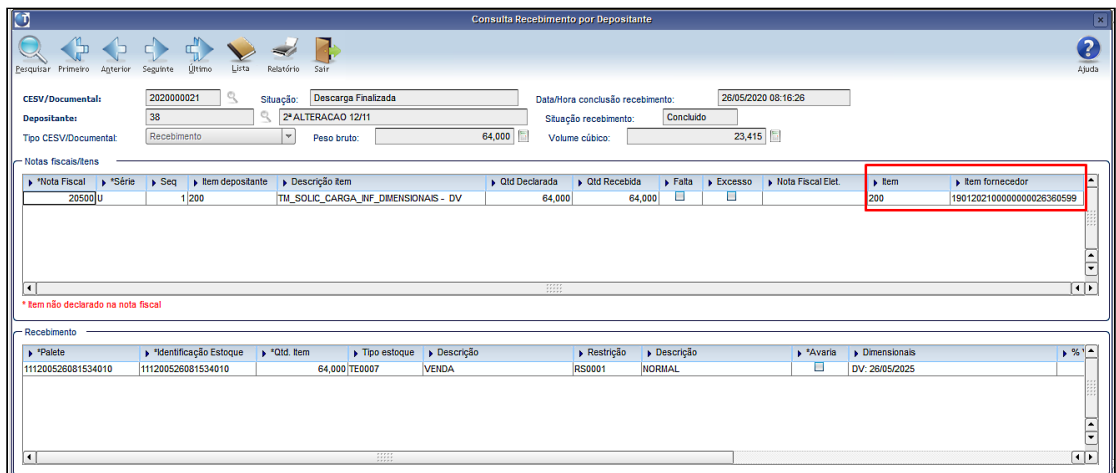 Consulta Recebimento por Depositante
Pesquisar Primeiro Anterior Seguinte Último Lista Relatório Sair Ajuda
CESV/Documental: 2020000021 Situação: Descarga Finalizada Data/Hora conclusão recebimento: 26/05/2020 08:16:26
Depositante: 38 2ª ALTERACAO 12/11 Situação recebimento: Concluido
Tipo CESV/Documental: Recebimento Peso bruto: 64,000 Volume cúbico: 23,415
Notas fiscais/itens
*Nota Fiscal *Série Seq Item depositante Descrição item Qtd Declarada Qtd Recebida Falta Excesso Nota Fiscal Elet. Item Item fornecedor
20500 U 1 200 TM_SOLIC_CARGA_INF_DIMENSIONAIS - DV 64,000 64,000 200
* Item não declarado na nota fiscal
Recebimento
*Palete *Identificação Estoque *Qtd. Item Tipo estoque Descrição Restrição Descrição *Avaria Dimensionais %
111200526081534010 111200526081534010 64,000 TE0007 VENDA RS0001 NORMAL DV: 26/05/2025